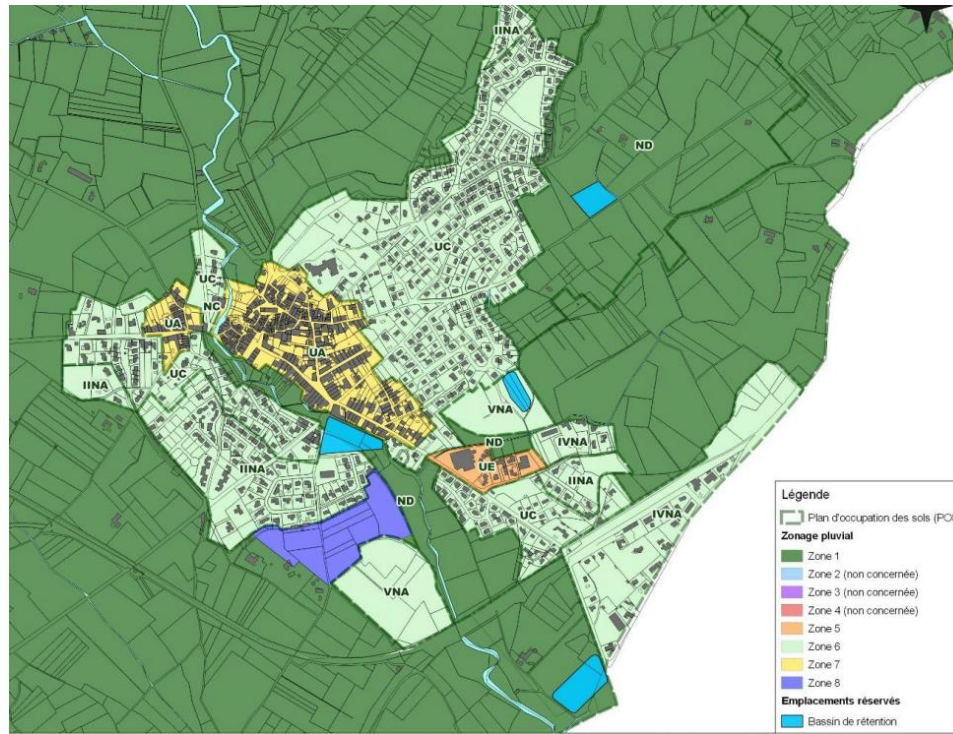 IINA
ND
UC
UC
NC
UA
UA
UC
IINA
VNA
ND
IVNA
UE
IINA
IINA
ND
UC
IVNA
VNA
Légende
Plan d'occupation des sols (PO
Zonage pluvial
Zone 1
Zone 2 (non concernée)
Zone 3 (non concernée)
Zone 4 (non concernée)
Zone 5
Zone 6
Zone 7
Zone 8
Emplacements réservés
Bassin de rétention